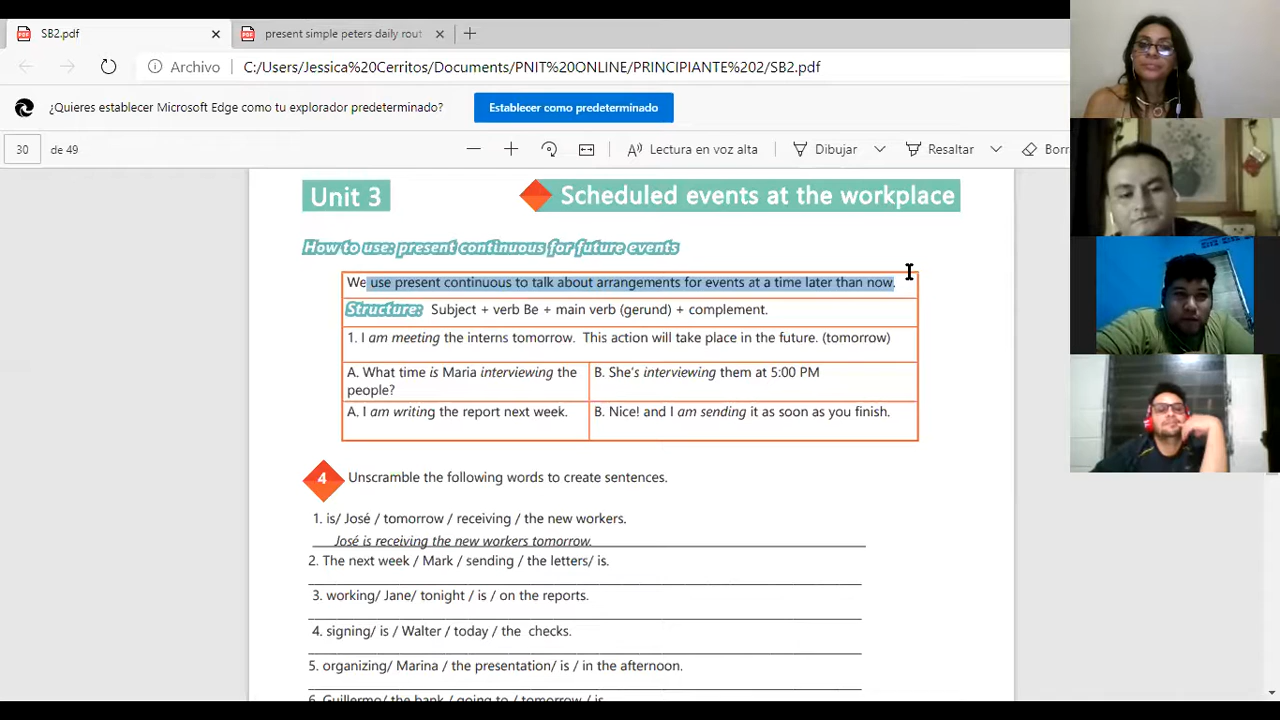 SB2.pdf
present simple peters daily rout
Archivo
C:/Users/Jessica%20Cerritos/Documents/PNIT%20ONLINE/PRINCIPIANTE%202/SB2.pdf
¿Quieres establecer Microsoft Edge como tu explorador predeterminado?
Establecer como predeterminado
30 de 49
Lectura en voz alta
Dibujar
Resaltar
Borr
Unit 3
Scheduled events at the workplace
How to use: present continuous for future events
We use present continuous to talk about arrangements for events at a time later than now.
Structure: Subject + verb Be + main verb (gerund) + complement.
1. I am meeting the interns tomorrow. This action will take place in the future. (tomorrow)
A. What time is Maria interviewing the
people?
B. She's interviewing them at 5:00 PM
A. I am writing the report next week.
B. Nice! and I am sending it as soon as you finish.
4 Unscramble the following words to create sentences.
1. is/ José / tomorrow / receiving / the new workers.
José is receiving the new workers tomorrow.
2. The next week / Mark / sending / the letters/ is.
3. working/ Jane/ tonight / is / on the reports.
4. signing/ is / Walter / today / the checks.
5. organizing/ Marina / the presentation/ is / in the afternoon.
6. Guillermo/ the bank / going to / tomorrow / is